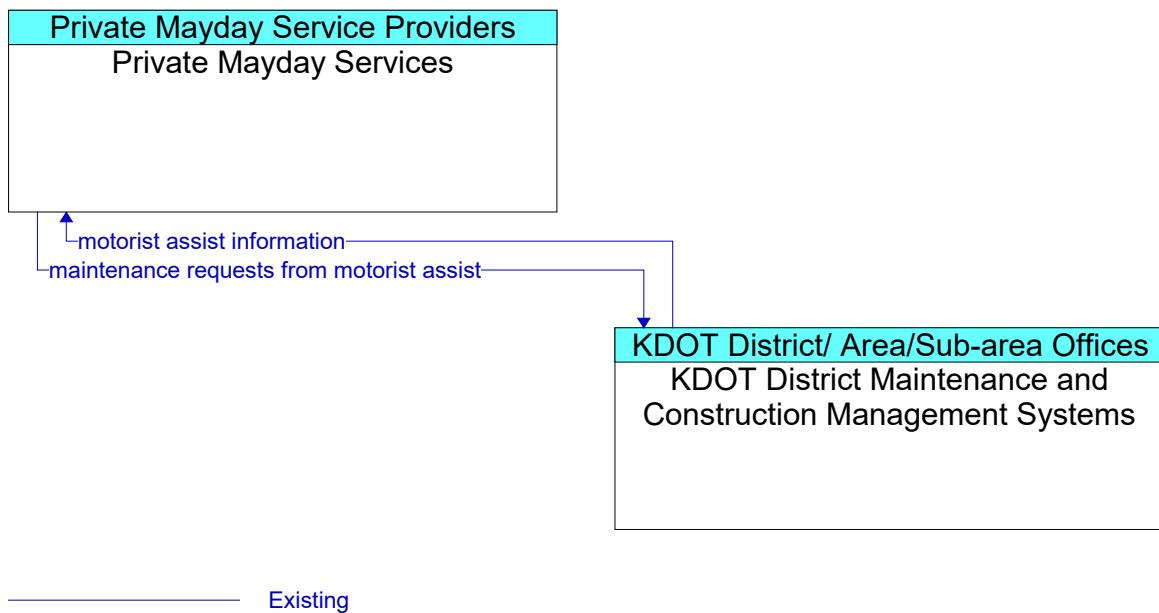 Private Mayday Service Providers
Private Mayday Services
motorist assist information
maintenance requests from motorist assist
KDOT District/ Area/Sub-area Offices
KDOT District Maintenance and
Construction Management Systems
Existing